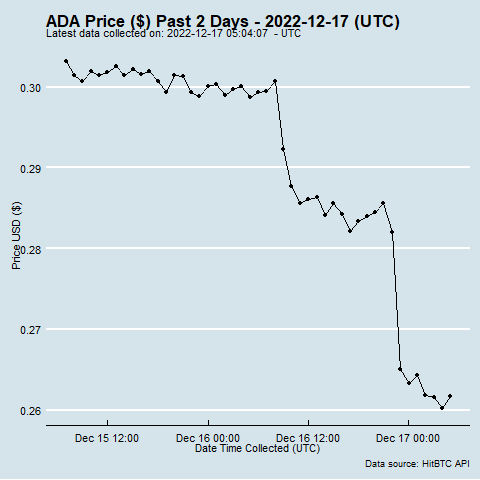 ADA Price ($) Past 2 Days - 2022-12-17 (UTC)
Latest data collected on: 2022-12-17 05:04:07  - UTC
0.30
0.29
0.28
0.27
0.26
Price USD ($)
Dec 15 12:00
Dec 16 00:00
Dec 16 12:00
Dec 17 00:00
Date Time Collected (UTC)
Data source: HitBTC API